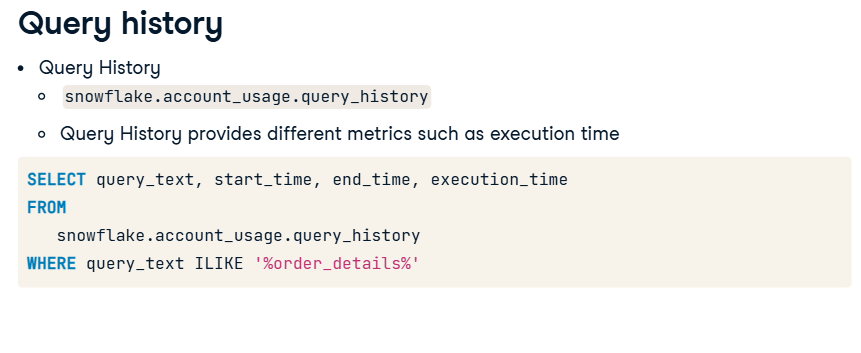 Query history
• Query History
○ snowflake.account_usage.query_history
○ Query History provides different metrics such as execution time
SELECT query_text, start_time, end_time, execution_time
FROM
snowflake.account_usage.query_history
WHERE query_text ILIKE '%order_details%'